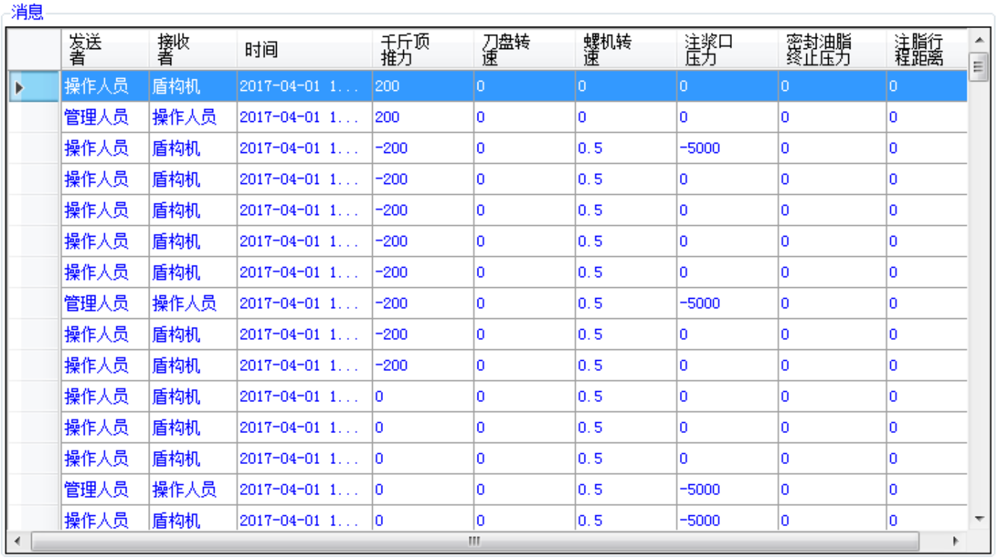 消息
发送者 接收者 时间 千斤顶推力 刀盘转速 螺机转速 注浆口压力 密封油脂终止压力 注脂行程距离
操作人员 盾构机 2017-04-01 1... 200 0 0 0 0 0
管理人员 操作人员 2017-04-01 1... 200 0 0 0 0 0
操作人员 盾构机 2017-04-01 1... -200 0 0.5 -5000 0 0
操作人员 盾构机 2017-04-01 1... -200 0 0.5 0 0 0
操作人员 盾构机 2017-04-01 1... -200 0 0.5 0 0 0
操作人员 盾构机 2017-04-01 1... -200 0 0.5 0 0 0
操作人员 盾构机 2017-04-01 1... -200 0 0.5 0 0 0
管理人员 操作人员 2017-04-01 1... -200 0 0.5 -5000 0 0
操作人员 盾构机 2017-04-01 1... -200 0 0.5 0 0 0
操作人员 盾构机 2017-04-01 1... -200 0 0.5 0 0 0
操作人员 盾构机 2017-04-01 1... 0 0 0.5 0 0 0
操作人员 盾构机 2017-04-01 1... 0 0 0.5 0 0 0
操作人员 盾构机 2017-04-01 1... 0 0 0.5 0 0 0
管理人员 操作人员 2017-04-01 1... 0 0 0.5 -5000 0 0
操作人员 盾构机 2017-04-01 1... 0 0 0.5 -5000 0 0